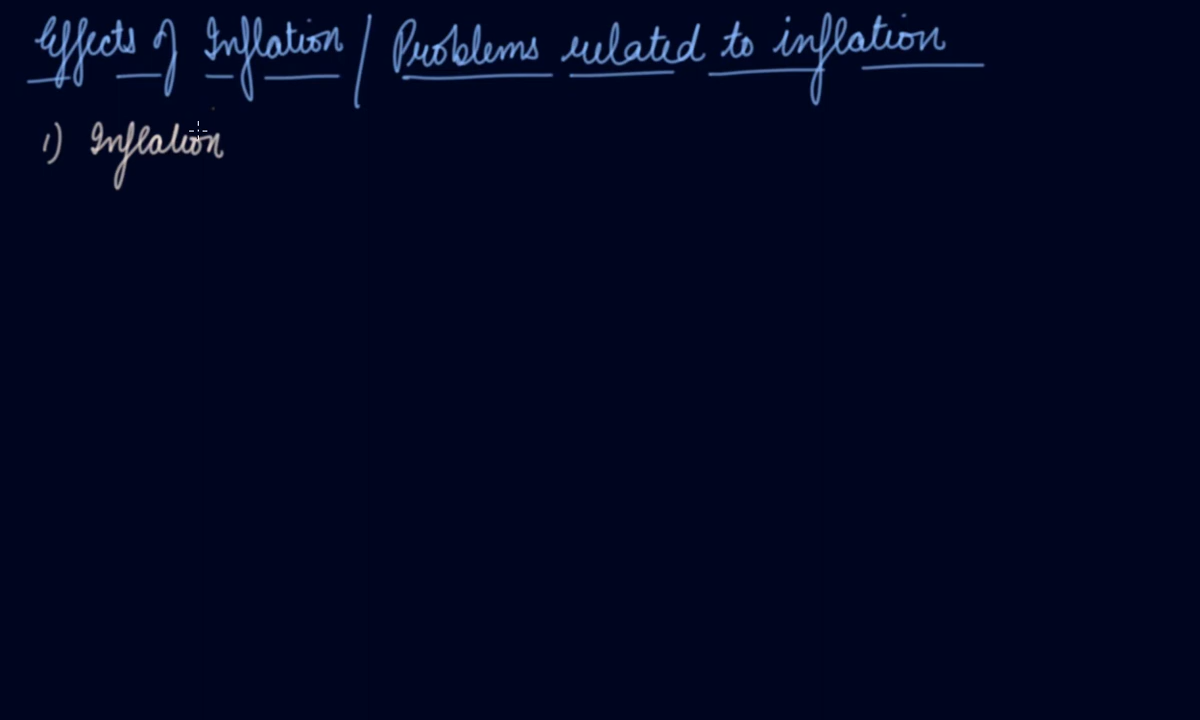 Effects of Inflation / Problems related to inflation
1) Inflation